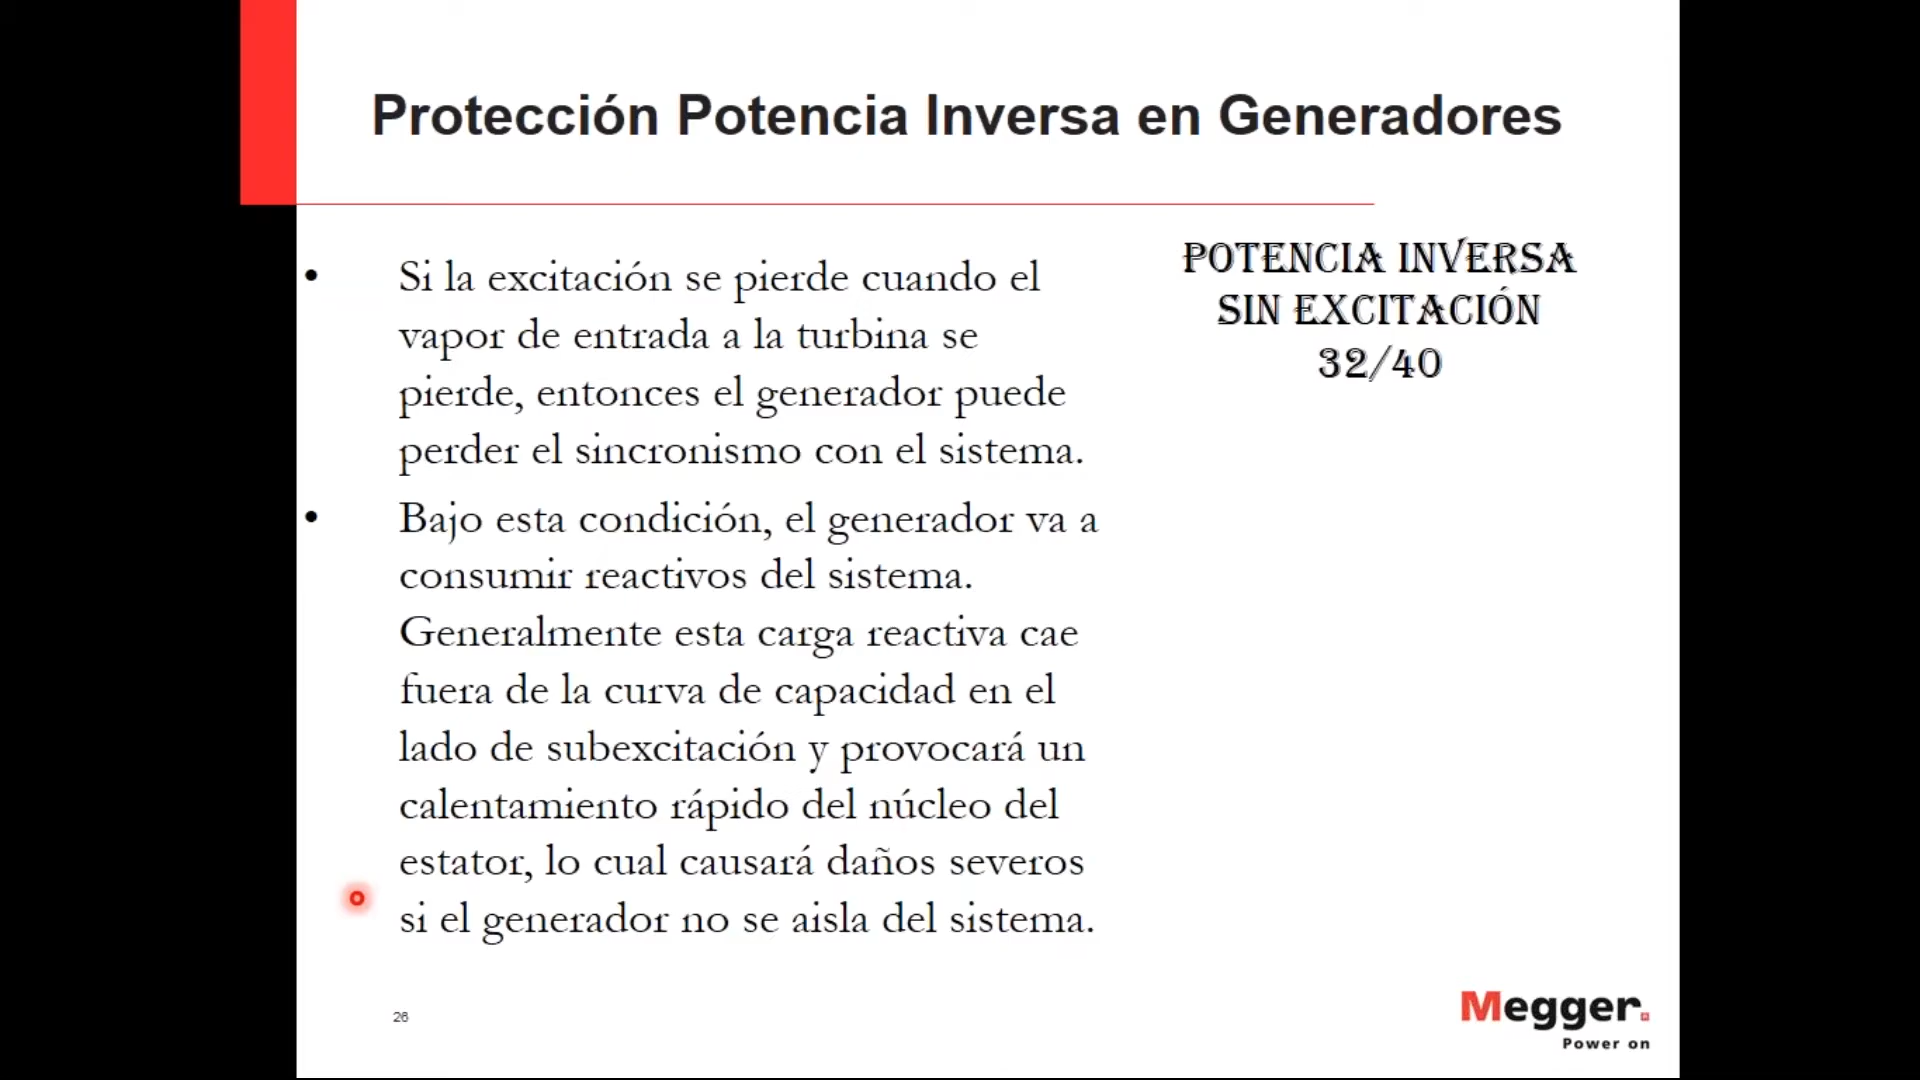 Protección Potencia Inversa en Generadores
• Si la excitación se pierde cuando el
vapor de entrada a la turbina se
pierde, entonces el generador puede
perder el sincronismo con el sistema.
• Bajo esta condición, el generador va a
consumir reactivos del sistema.
Generalmente esta carga reactiva cae
fuera de la curva de capacidad en el
lado de subexcitación y provocará un
calentamiento rápido del núcleo del
estator, lo cual causará daños severos
si el generador no se aisla del sistema.
POTENCIA INVERSA
SIN EXCITACIÓN
32/40
26
Megger.
Power on